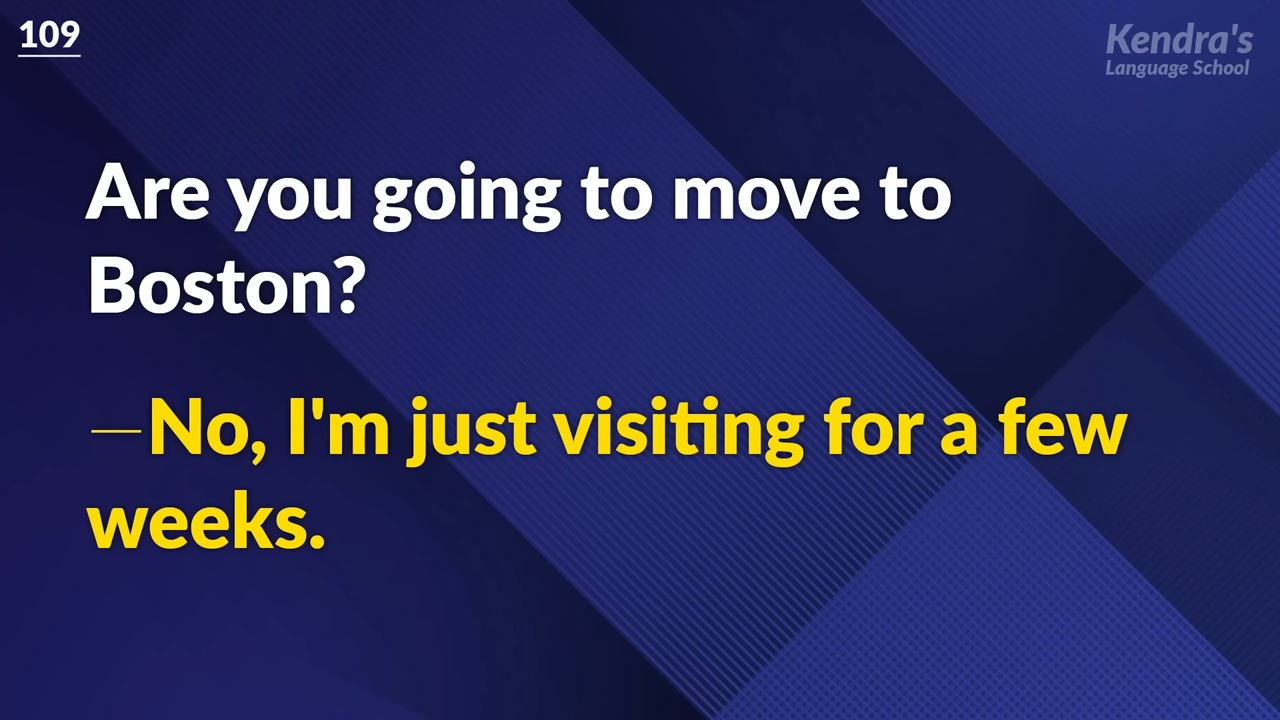 109
Kendra's
Language School
Are you going to move to
Boston?
—No, I'm just visiting for a few
weeks.